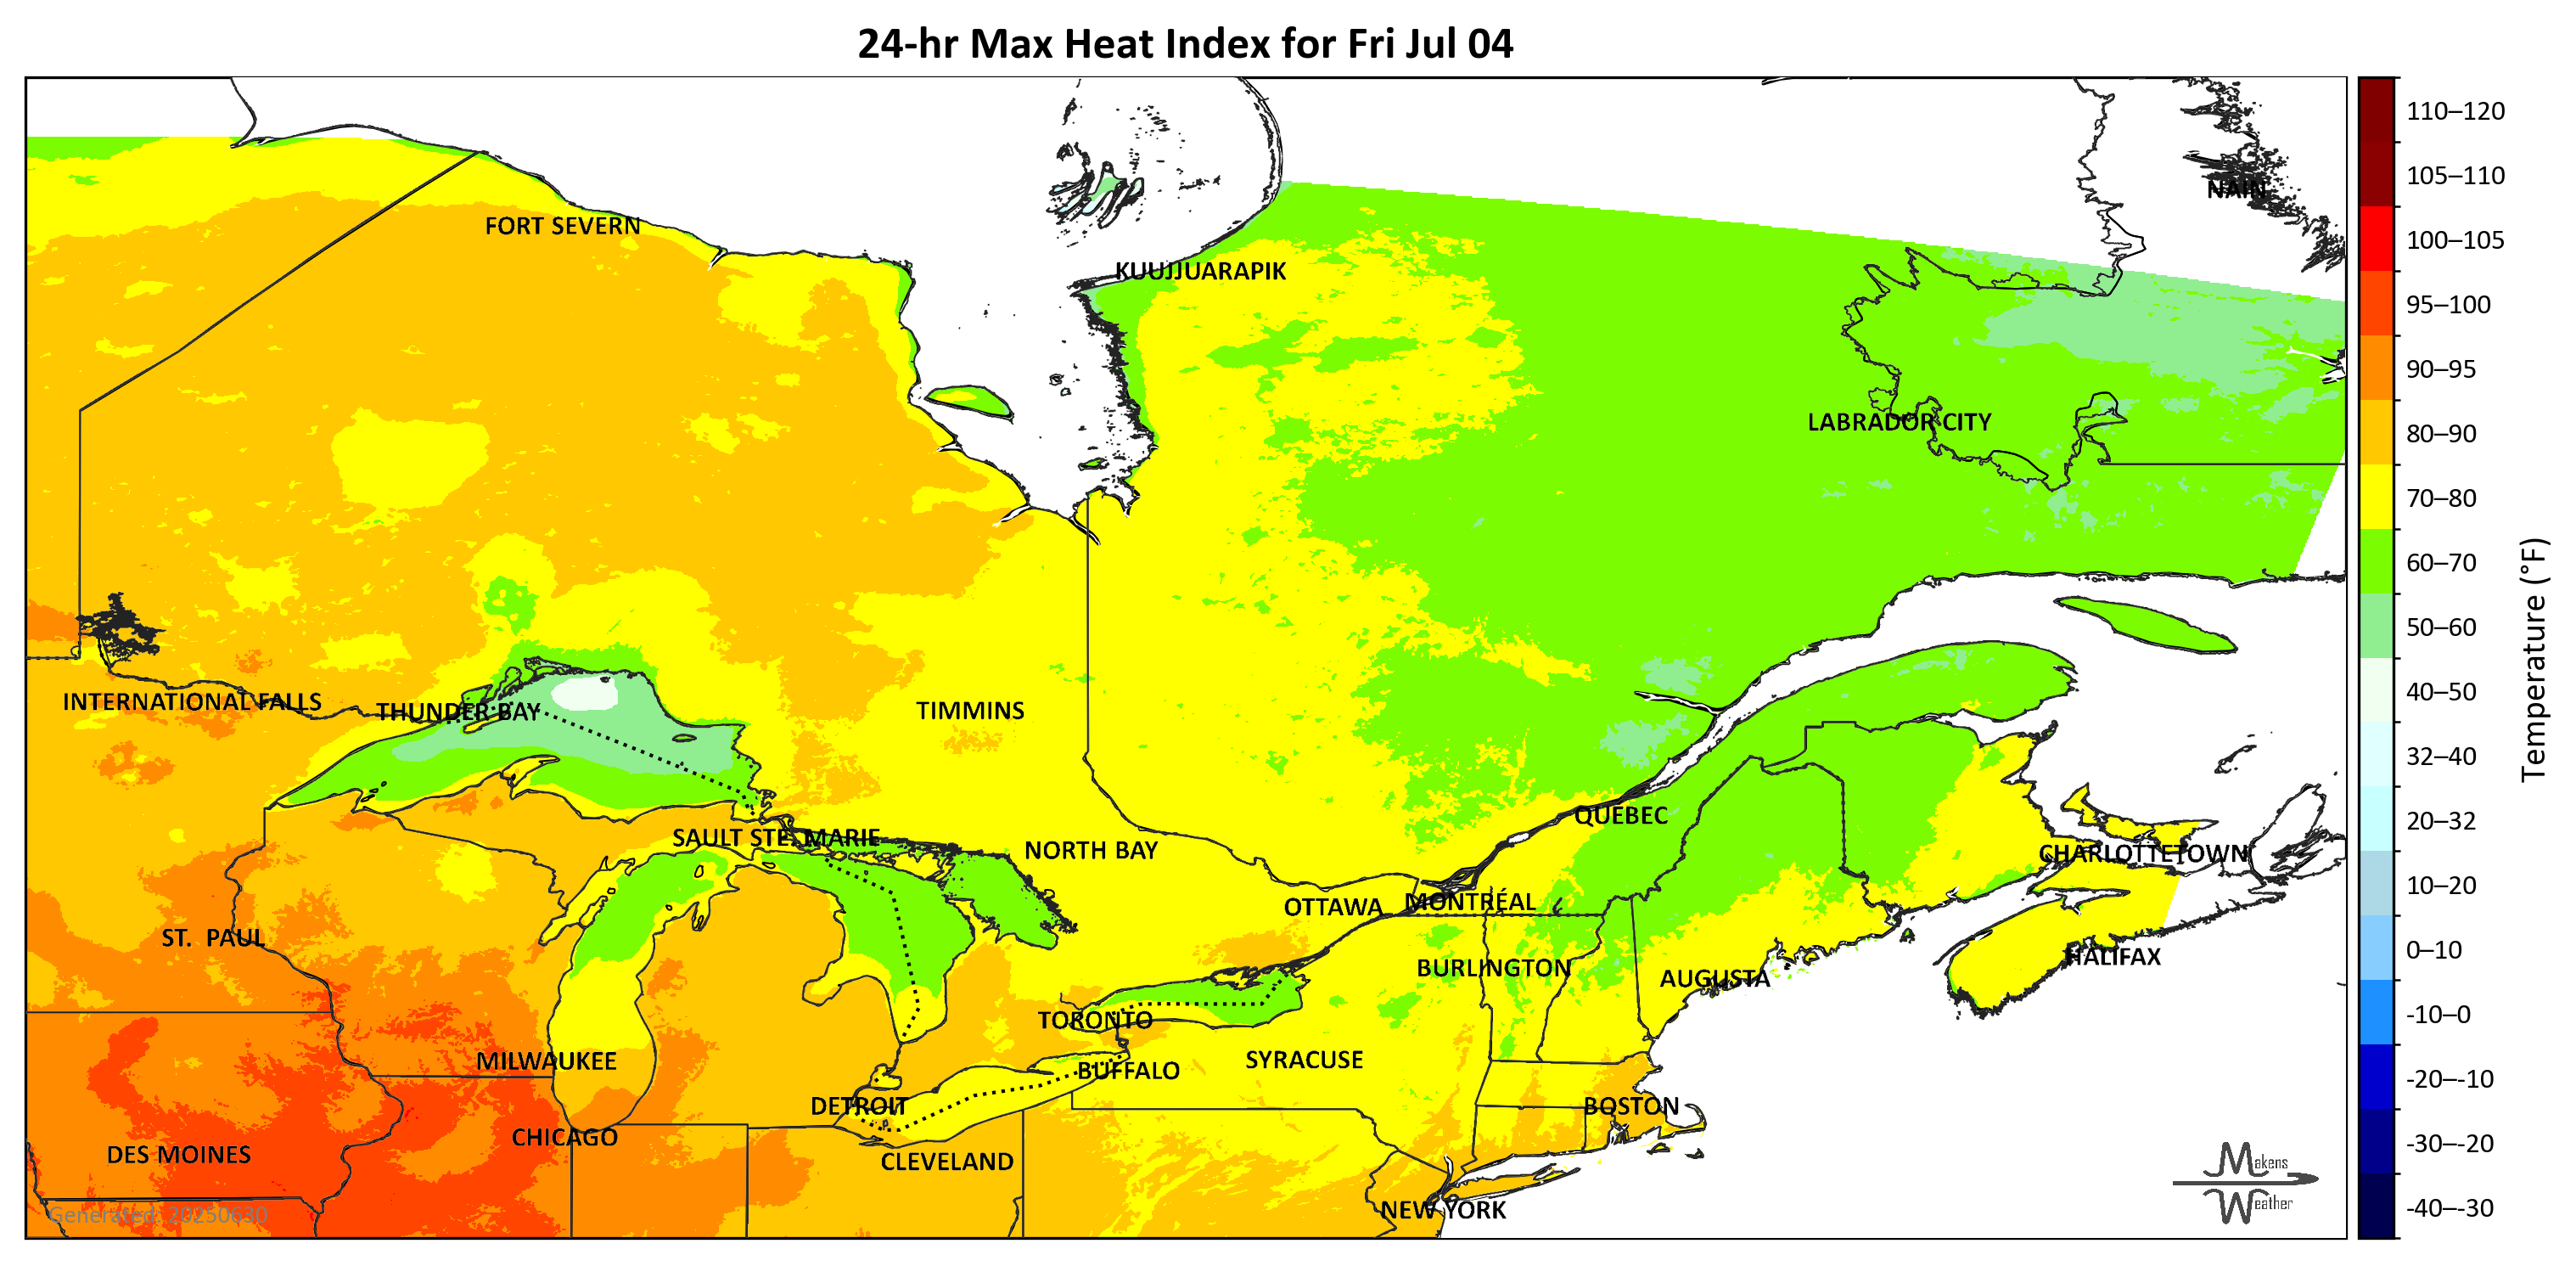 24-hr Max Heat Index for Fri Jul 04
NAIN
FORT SEVERN
KUUJJUARAPIK
LABRADOR CITY
INTERNATIONAL FALLS
THUNDER BAY
TIMMINS
QUEBEC
SAULT STE. MARIE
NORTH BAY
CHARLOTTETOWN
OTTAWA
MONTRÉAL
ST.  PAUL
HALIFAX
BURLINGTON
AUGUSTA
TORONTO
MILWAUKEE
SYRACUSE
BUFFALO
DETROIT
BOSTON
CHICAGO
DES MOINES
CLEVELAND
NEW YORK
Generated: 20250630
Makens
Weather
110–120
105–110
100–105
95–100
90–95
80–90
70–80
60–70
50–60
40–50
32–40
20–32
10–20
0–10
-10–0
-20–-10
-30–-20
-40–-30
Temperature (°F)